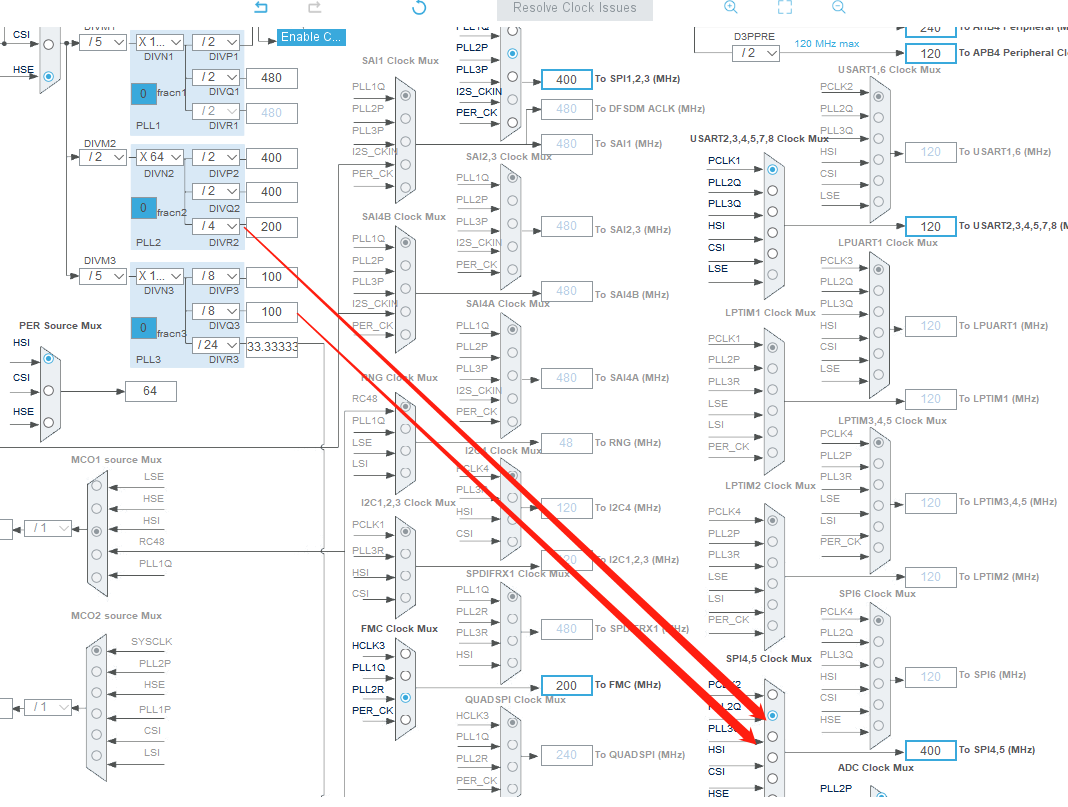 Resolve Clock Issues
CSI
HSE
DIVM1
/ 5
X 1...
DIVN1
0
fracn1
PLL1
/ 2
DIVP1
/ 2
DIVQ1
480
/ 2
DIVR1
480
Enable C...
DIVM2
/ 2
X 64
DIVN2
0
fracn2
PLL2
/ 2
DIVP2
400
/ 2
DIVQ2
400
/ 4
DIVR2
200
DIVM3
/ 5
X 1...
DIVN3
0
fracn3
PLL3
/ 8
DIVP3
100
/ 8
DIVQ3
100
/ 24
DIVR3
33.33333
PER Source Mux
HSI
CSI
HSE
64
MCO1 source Mux
LSE
HSE
HSI
RC48
PLL1Q
/ 1
MCO2 source Mux
SYSCLK
PLL2P
HSE
PLL1P
CSI
LSI
/ 1
SAI1 Clock Mux
PLL1Q
PLL2P
PLL3P
I2S_CKIN
PER_CK
480
To SAI1 (MHz)
SAI4B Clock Mux
PLL1Q
PLL2P
PLL3P
I2S_CKIN
PER_CK
480
To SAI4B (MHz)
RNG Clock Mux
RC48
PLL1Q
LSE
LSI
48
To RNG (MHz)
I2C1,2,3 Clock Mux
PCLK1
PLL3R
HSI
CSI
To I2C1,2,3 (MHz)
FMC Clock Mux
HCLK3
PLL1Q
PLL2R
PER_CK
200
To FMC (MHz)
PLL2P
PLL3P
I2S_CKIN
PER_CK
400
To SPI1,2,3 (MHz)
480
To DFSDM ACLK (MHz)
SAI2,3 Clock Mux
PLL1Q
PLL2P
PLL3P
I2S_CKIN
PER_CK
480
To SAI2,3 (MHz)
SAI4A Clock Mux
PLL1Q
PLL2P
PLL3P
I2S_CKIN
PER_CK
480
To SAI4A (MHz)
I2C4 Clock Mux
PCLK4
PLL3R
HSI
CSI
120
To I2C4 (MHz)
SPDIFRX1 Clock Mux
PLL1Q
PLL2R
PLL3R
HSI
480
To SPDIFRX1 (MHz)
QUADSPI Clock Mux
HCLK3
PLL1Q
PLL2R
PER_CK
240
To QUADSPI (MHz)
D3PPRE
/ 2
120 MHz max
240
120
To APB4 Peripheral Cl
USART2,3,4,5,7,8 Clock Mux
PCLK1
PLL2Q
PLL3Q
HSI
CSI
LSE
120
To USART2,3,4,5,7,8 (M
LPTIM1 Clock Mux
PCLK1
PLL2P
PLL3R
LSE
LSI
PER_CK
120
To LPTIM1 (MHz)
LPTIM2 Clock Mux
PCLK4
PLL2P
PLL3R
LSE
LSI
PER_CK
120
To LPTIM2 (MHz)
SPI4,5 Clock Mux
PCLK2
PLL2Q
HSI
CSI
HSE
400
To SPI4,5 (MHz)
USART1,6 Clock Mux
PCLK2
PLL2Q
PLL3Q
HSI
CSI
LSE
120
To USART1,6 (MHz)
LPUART1 Clock Mux
PCLK3
PLL2Q
PLL3Q
HSI
CSI
LSE
120
To LPUART1 (MHz)
LPTIM3,4,5 Clock Mux
PCLK4
PLL2P
PLL3R
LSE
LSI
PER_CK
120
To LPTIM3,4,5 (MHz)
SPI6 Clock Mux
PCLK4
PLL2Q
PLL3Q
HSI
CSI
HSE
120
To SPI6 (MHz)
ADC Clock Mux
PLL2P